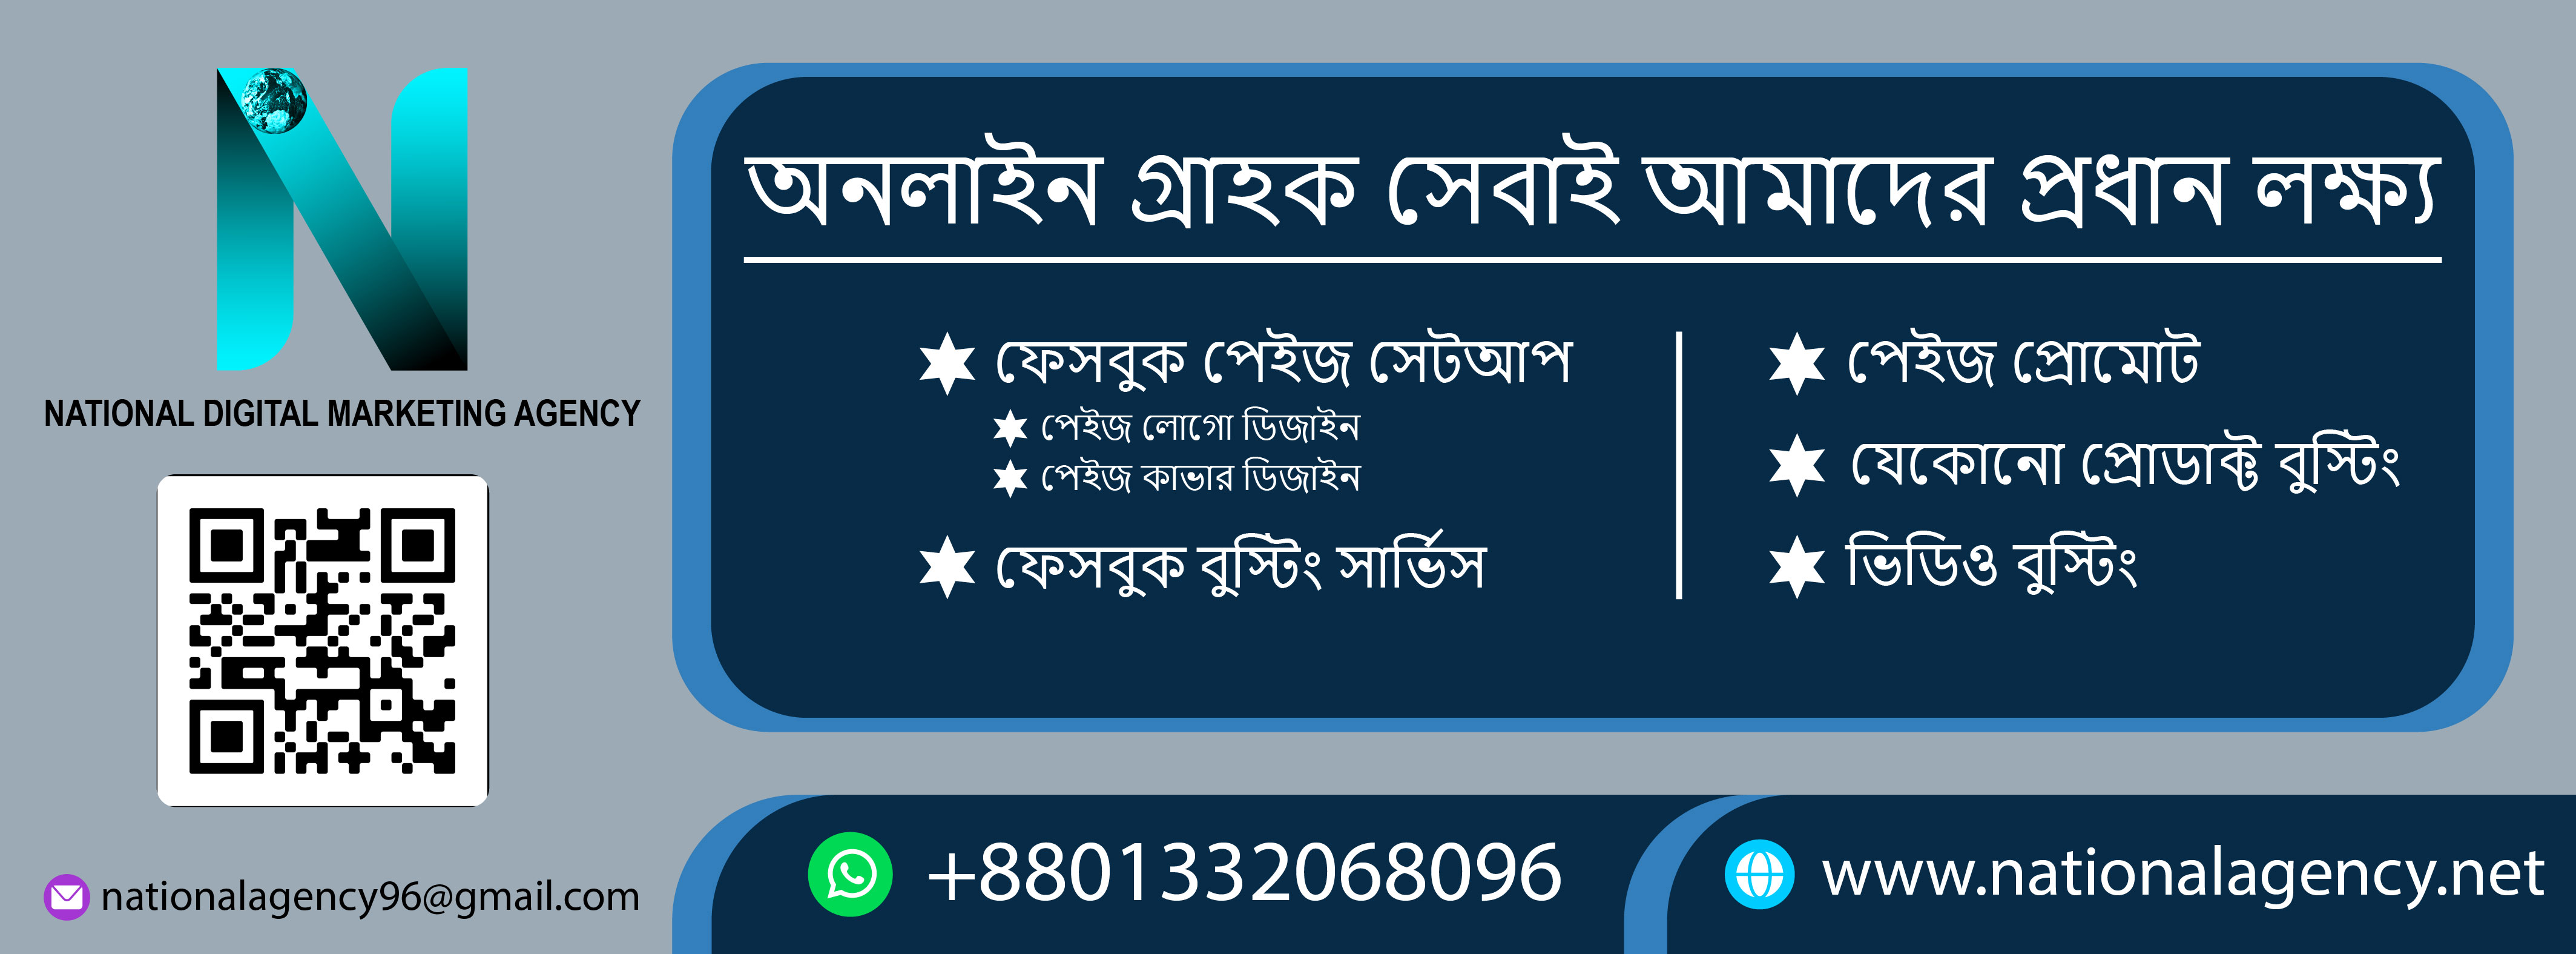 NATIONAL DIGITAL MARKETING AGENCY
nationalagency96@gmail.com
অনলাইন গ্রাহক সেবাই আমাদের প্রধান লক্ষ্য
ফেসবুক পেইজ সেটআপ
পেইজ লোগো ডিজাইন
পেইজ কাভার ডিজাইন
ফেসবুক বুস্টিং সার্ভিস
পেইজ প্রোমোট
যেকোনো প্রোডাক্ট বুস্টিং
ভিডিও বুস্টিং
+8801332068096
www.nationalagency.net